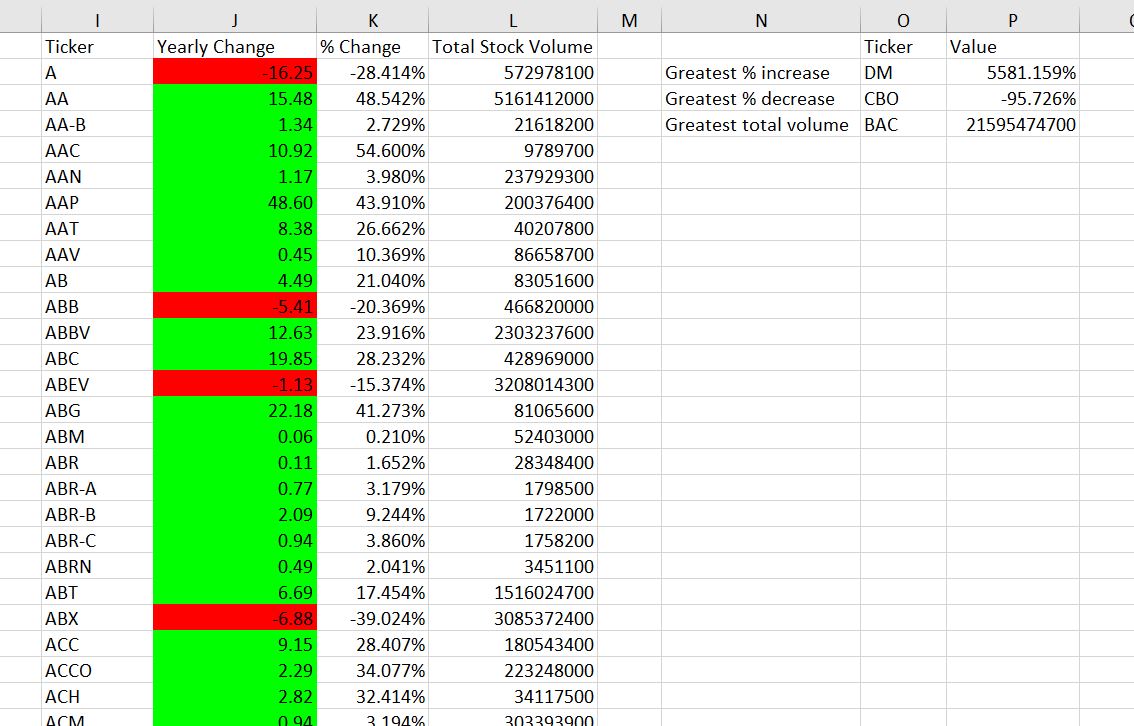 I J K L M N O P
Ticker Yearly Change % Change Total Stock Volume Ticker Value
A -16.25 -28.414% 572978100 Greatest % increase DM 5581.159%
AA 15.48 48.542% 5161412000 Greatest % decrease CBO -95.726%
AA-B 1.34 2.729% 21618200 Greatest total volume BAC 21595474700
AAC 10.92 54.600% 9789700
AAN 1.17 3.980% 237929300
AAP 48.60 43.910% 200376400
AAT 8.38 26.662% 40207800
AAV 0.45 10.369% 86658700
AB 4.49 21.040% 83051600
ABB -5.41 -20.369% 466820000
ABBV 12.63 23.916% 2303237600
ABC 19.85 28.232% 428969000
ABEV -1.13 -15.374% 3208014300
ABG 22.18 41.273% 81065600
ABM 0.06 0.210% 52403000
ABR 0.11 1.652% 28348400
ABR-A 0.77 3.179% 1798500
ABR-B 2.09 9.244% 1722000
ABR-C 0.94 3.860% 1758200
ABRN 0.49 2.041% 3451100
ABT 6.69 17.454% 1516024700
ABX -6.88 -39.024% 3085372400
ACC 9.15 28.407% 180543400
ACCO 2.29 34.077% 223248000
ACH 2.82 32.414% 34117500
ACM 0.94 3.194% 303393900